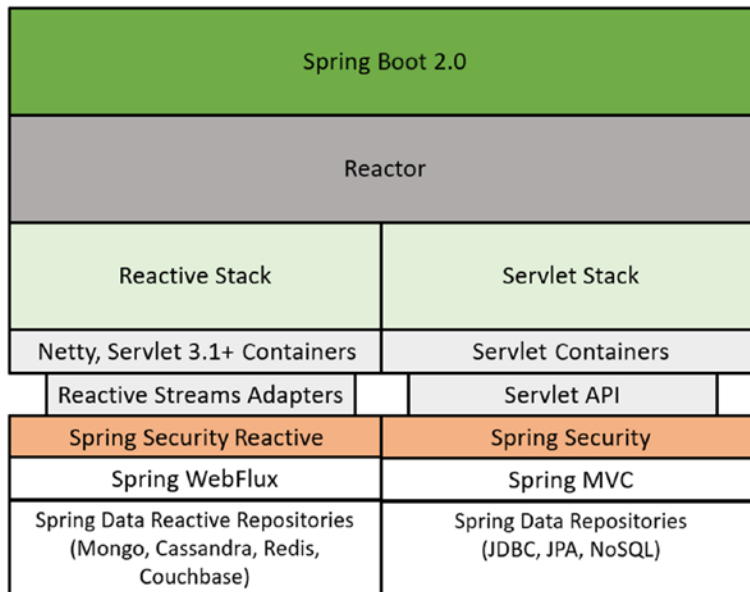 Spring Boot 2.0
Reactor
Reactive Stack
Servlet Stack
Netty, Servlet 3.1+ Containers
Servlet Containers
Reactive Streams Adapters
Servlet API
Spring Security Reactive
Spring Security
Spring WebFlux
Spring MVC
Spring Data Reactive Repositories
(Mongo, Cassandra, Redis,
Couchbase)
Spring Data Repositories
(JDBC, JPA, NoSQL)